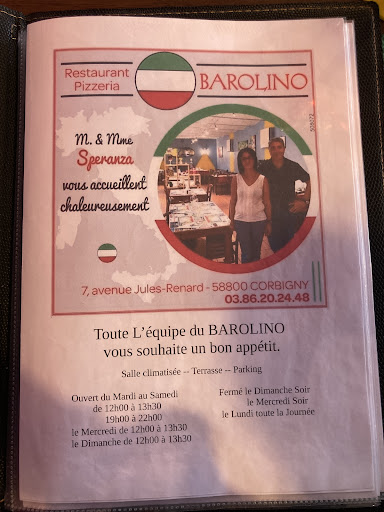 Restaurant
Pizzeria
BAROLINO
M. & Mme
Speranza
vous accueillent
chaleureusement
7, avenue Jules-Renard - 58800 CORBIGNY
03.86.20.24.48
Toute L'équipe du BAROLINO
vous souhaite un bon appétit.
Salle climatisée -- Terrasse -- Parking
Ouvert du Mardi au Samedi
de 12h00 à 13h30
19h00 à 22h00
le Mercredi de 12h00 à 13h30
le Dimanche de 12h00 à 13h30
Fermé le Dimanche Soir
le Mercredi Soir
le Lundi toute la Journée